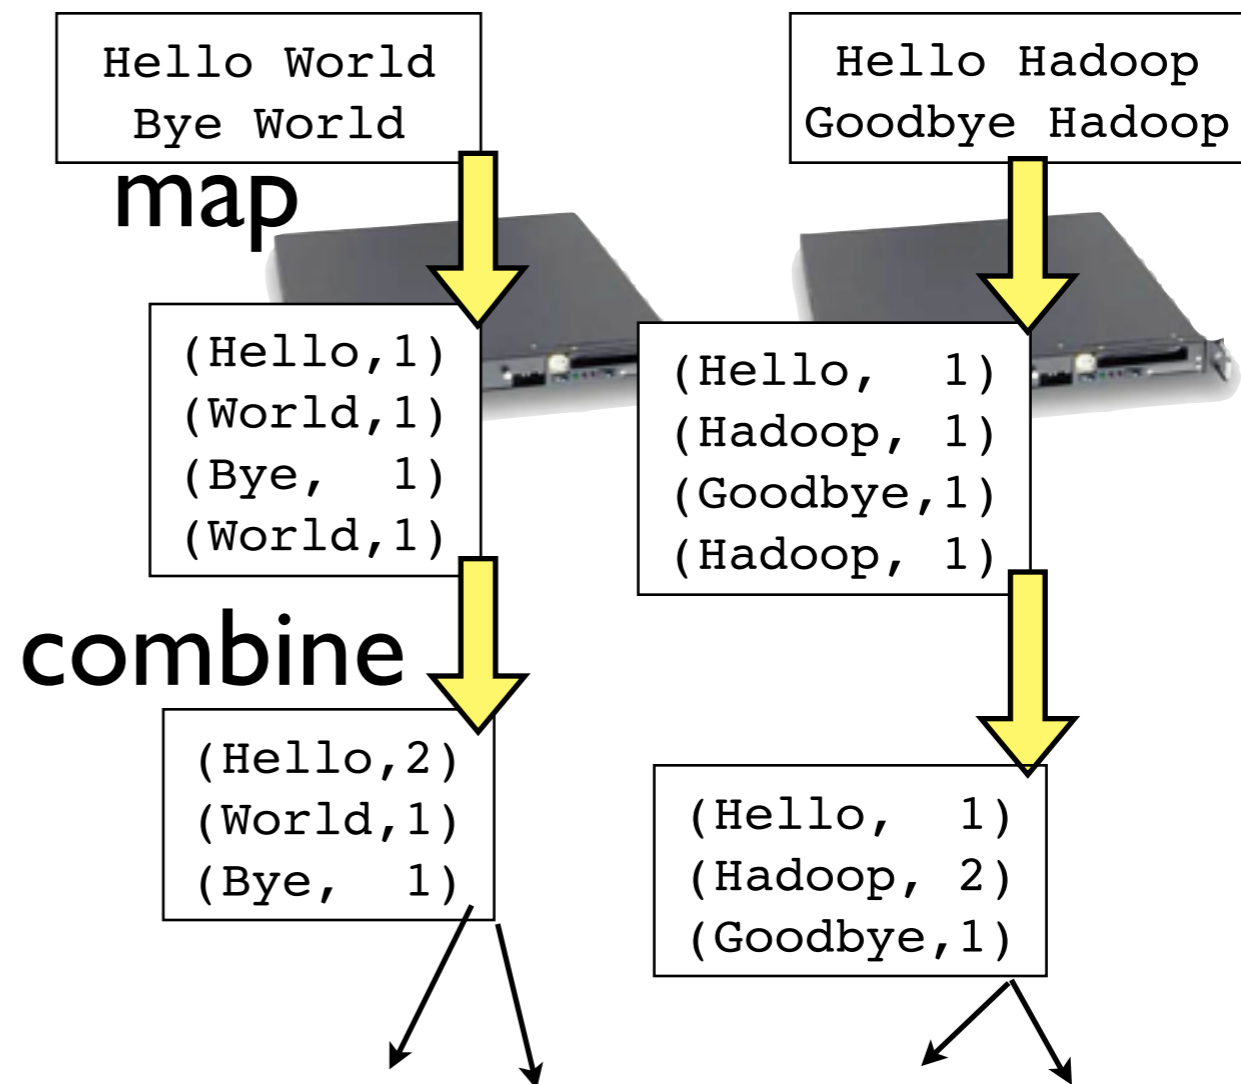 Hello World
Bye World
Hello Hadoop
Goodbye Hadoop
map
(Hello,1)
(World,1)
(Bye,  1)
(World,1)
(Hello,  1)
(Hadoop, 1)
(Goodbye,1)
(Hadoop, 1)
combine
(Hello,2)
(World,1)
(Bye,  1)
(Hello,  1)
(Hadoop, 2)
(Goodbye,1)